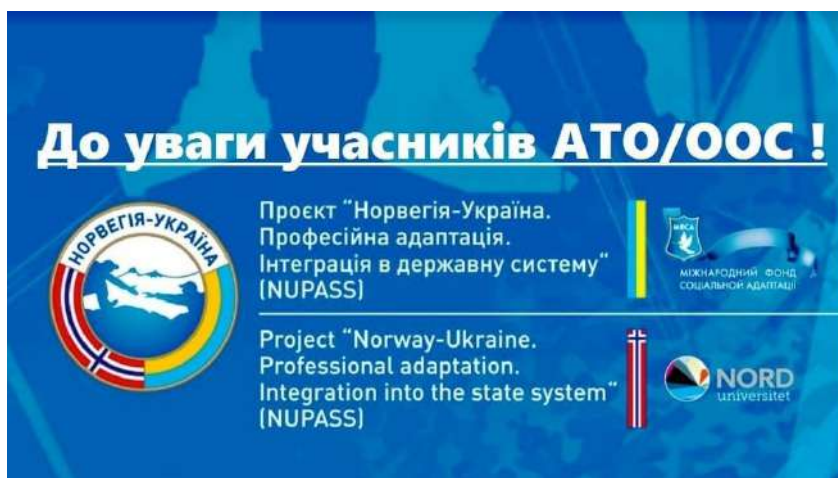 До уваги учасників АТО/ООС !
НОРВЕГІЯ-УКРАЇНА
Проєкт "Норвегія-Україна.
Професійна адаптація.
Інтеграція в державну систему"
(NUPASS)
МФСА
МІЖНАРОДНИЙ ФОНД
СОЦІАЛЬНОЙ АДАПТАЦІЇ
Project "Norway-Ukraine.
Professional adaptation.
Integration into the state system"
(NUPASS)
NORD
universitet